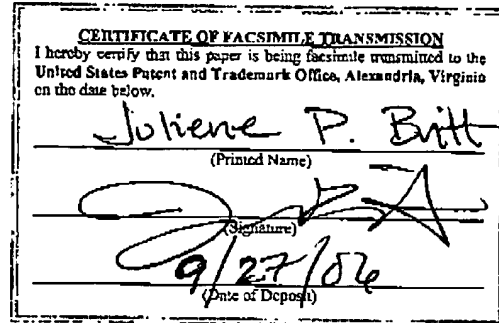 CERTIFICATE OF FACSIMILE TRANSMISSION
I hereby certify that this paper is being facsimile transmitted to the
United States Patent and Trademark Office, Alexandria, Virginia
on the date below.
Juliene P. Britt
(Printed Name)
(Signature)
9/27/06
(Date of Deposit)